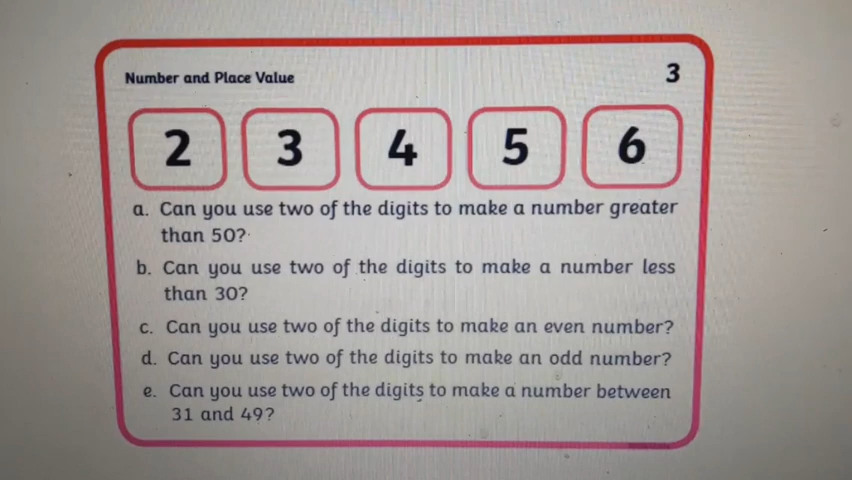 Number and Place Value 3
2 3 4 5 6
a. Can you use two of the digits to make a number greater
than 50?
b. Can you use two of the digits to make a number less
than 30?
c. Can you use two of the digits to make an even number?
d. Can you use two of the digits to make an odd number?
e. Can you use two of the digits to make a number between
31 and 49?